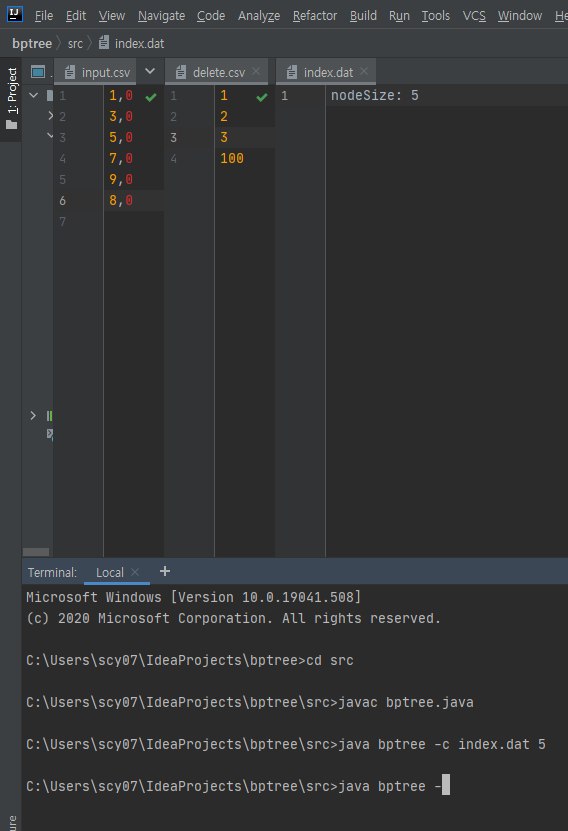 IJ File Edit View Navigate Code Analyze Refactor Build Run Tools VCS Window He
bptree src index.dat
1: Project
input.csv delete.csv index.dat
1 1,0
2 3,0
3 5,0
4 7,0
5 9,0
6 8,0
7
1 1
2 2
3 3
4 100
1 nodeSize: 5
Terminal: Local +
Microsoft Windows [Version 10.0.19041.508]
(c) 2020 Microsoft Corporation. All rights reserved.
C:\Users\scy07\IdeaProjects\bptree>cd src
C:\Users\scy07\IdeaProjects\bptree\src>javac bptree.java
C:\Users\scy07\IdeaProjects\bptree\src>java bptree -c index.dat 5
C:\Users\scy07\IdeaProjects\bptree\src>java bptree -
ure